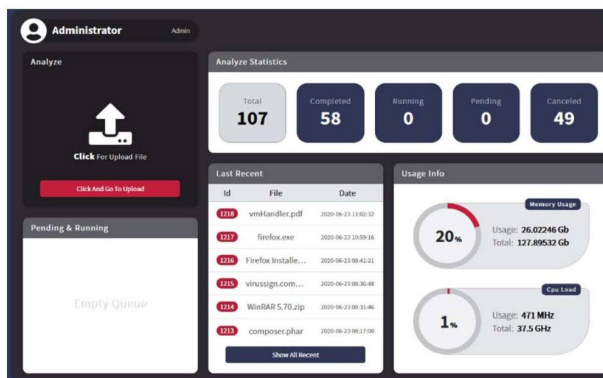 Administrator Admin
Analyze
Click For Upload File
Click And Go To Upload
Pending & Running
Empty Queue
Analyze Statistics
Total
107
Completed
58
Running
0
Pending
0
Canceled
49
Last Recent
Id File Date
1218 vmHandler.pdf 2020-06-23 11:02:32
1217 firefox.exe 2020-06-23 10:59:16
1216 Firefox Installe... 2020-06-23 08:41:21
1215 virussign.com... 2020-06-23 08:36:48
1214 WinRAR 5.70.zip 2020-06-23 08:31:46
1213 composer.phar 2020-06-23 08:17:00
Show All Recent
Usage Info
Memory Usage
20%
Usage: 26.02246 Gb
Total: 127.89532 Gb
Cpu Load
1%
Usage: 471 MHz
Total: 37.5 GHz